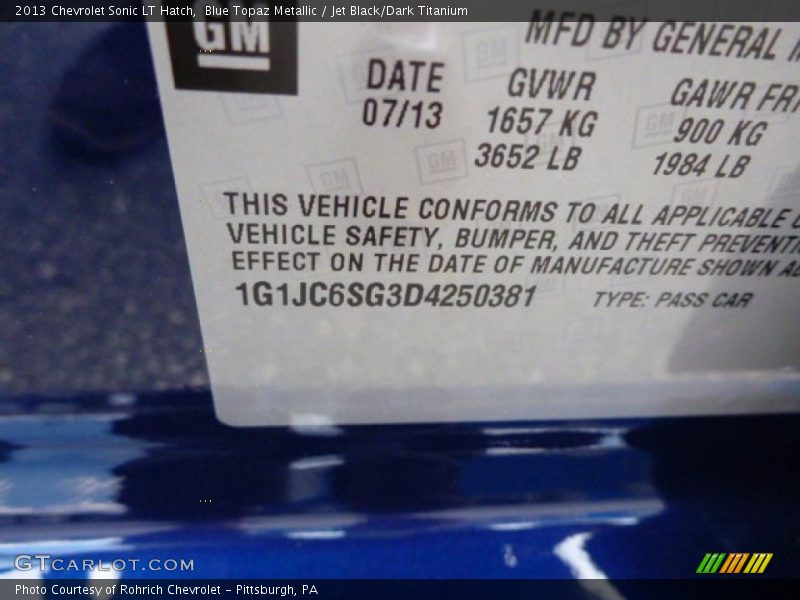 2013 Chevrolet Sonic LT Hatch, Blue Topaz Metallic / Jet Black/Dark Titanium
GM
MFD BY GENERAL
DATE GVWR GAWR FR
07/13 1657 KG 900 KG
3652 LB 1984 LB
THIS VEHICLE CONFORMS TO ALL APPLICABLE
VEHICLE SAFETY, BUMPER, AND THEFT PREVENTI
EFFECT ON THE DATE OF MANUFACTURE SHOWN
1G1JC6SG3D4250381 TYPE: PASS CAR
GTCARLOT.COM
Photo Courtesy of Rohrich Chevrolet – Pittsburgh, PA